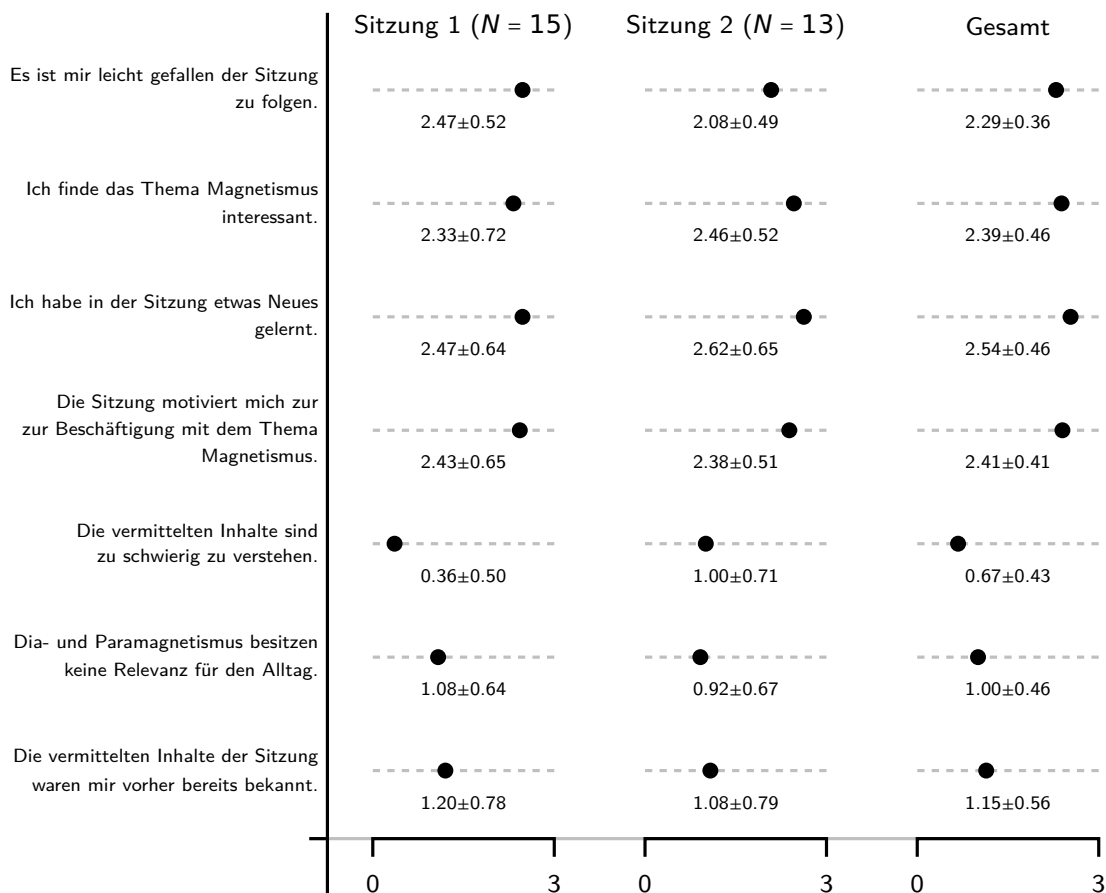 Sitzung 1 (N = 15) Sitzung 2 (N = 13) Gesamt
Es ist mir leicht gefallen der Sitzung
zu folgen.
2.47±0.52 2.08±0.49 2.29±0.36
Ich finde das Thema Magnetismus
interessant.
2.33±0.72 2.46±0.52 2.39±0.46
Ich habe in der Sitzung etwas Neues
gelernt.
2.47±0.64 2.62±0.65 2.54±0.46
Die Sitzung motiviert mich zur
zur Beschäftigung mit dem Thema
Magnetismus.
2.43±0.65 2.38±0.51 2.41±0.41
Die vermittelten Inhalte sind
zu schwierig zu verstehen.
0.36±0.50 1.00±0.71 0.67±0.43
Dia- und Paramagnetismus besitzen
keine Relevanz für den Alltag.
1.08±0.64 0.92±0.67 1.00±0.46
Die vermittelten Inhalte der Sitzung
waren mir vorher bereits bekannt.
1.20±0.78 1.08±0.79 1.15±0.56
0 3 0 3 0 3